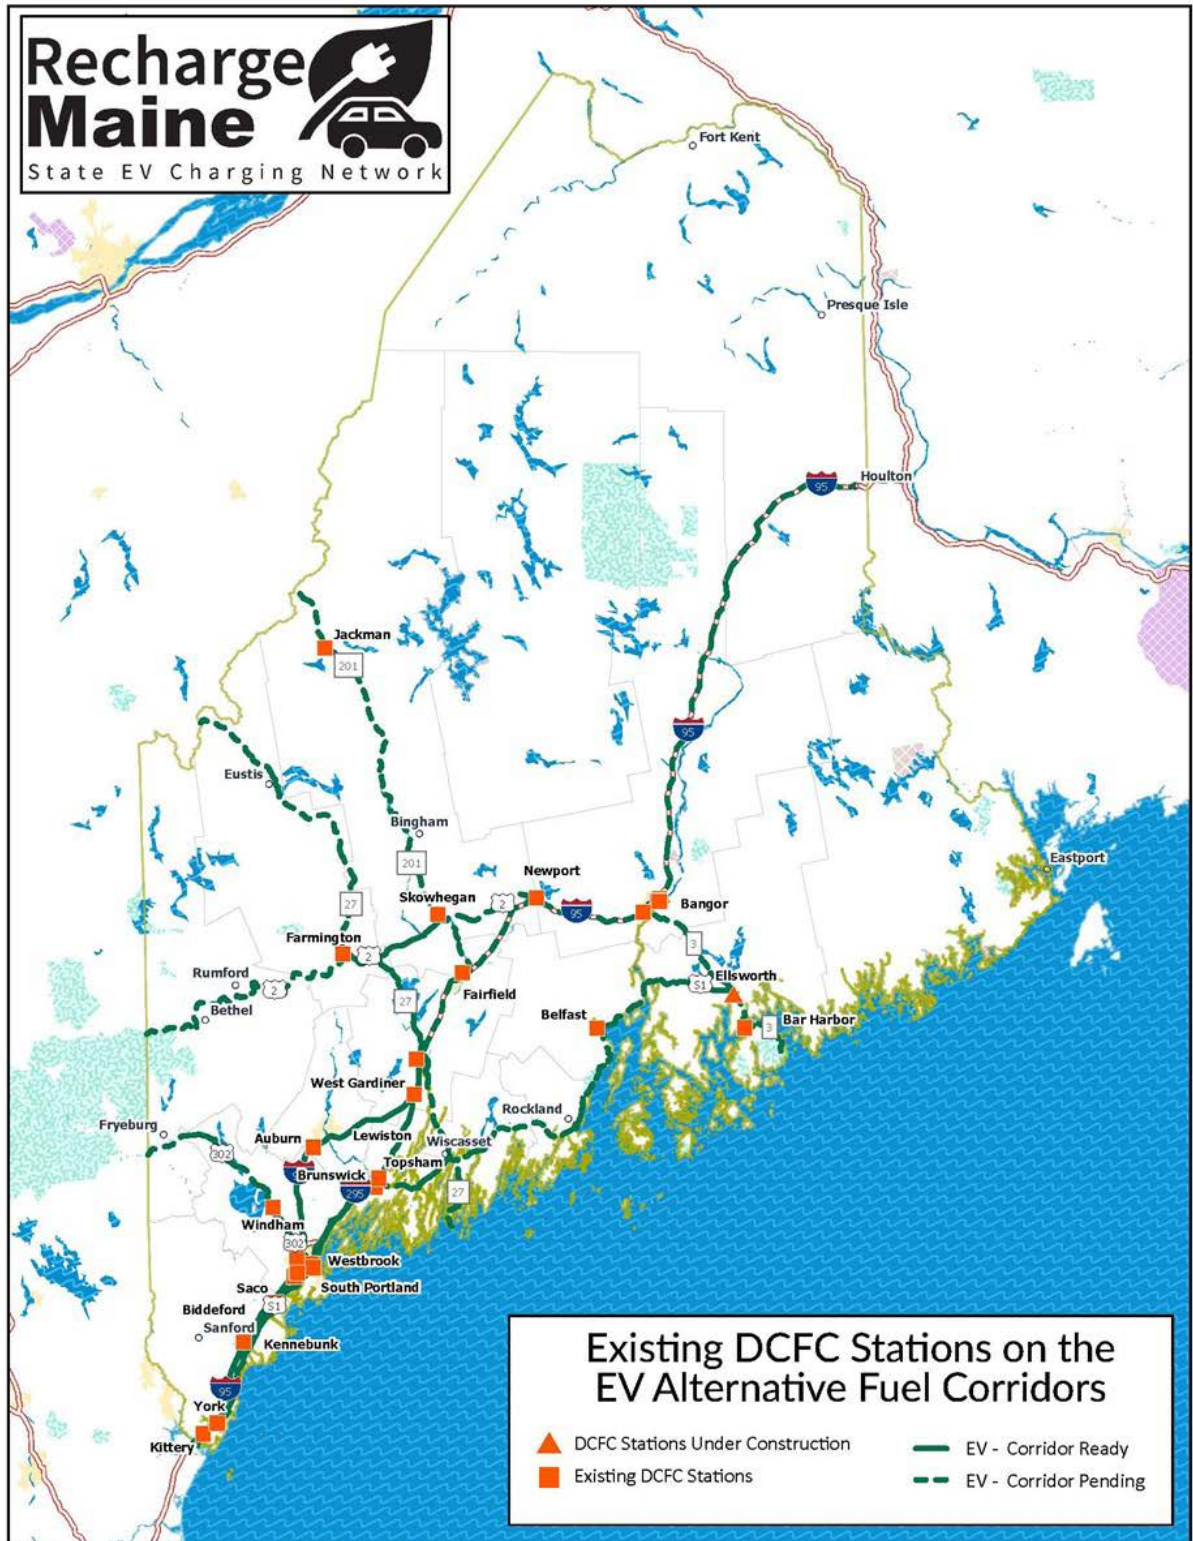 Recharge
Maine
State EV Charging Network
Fort Kent
Presque Isle
Houlton
95
Jackman
201
95
Eustis
Bingham
201
Eastport
Newport
Skowhegan
2
95
Bangor
27
Farmington
2
3
Rumford
2
Ellsworth
S1
27
Fairfield
Bethel
Belfast
Bar Harbor
3
West Gardiner
Rockland
Fryeburg
Auburn
Lewiston
Wiscasset
302
Topsham
Brunswick
295
27
Windham
302
Westbrook
Saco
South Portland
S1
Biddeford
Sanford
Kennebunk
95
York
Kittery
Existing DCFC Stations on the
EV Alternative Fuel Corridors
DCFC Stations Under Construction
Existing DCFC Stations
EV - Corridor Ready
EV - Corridor Pending